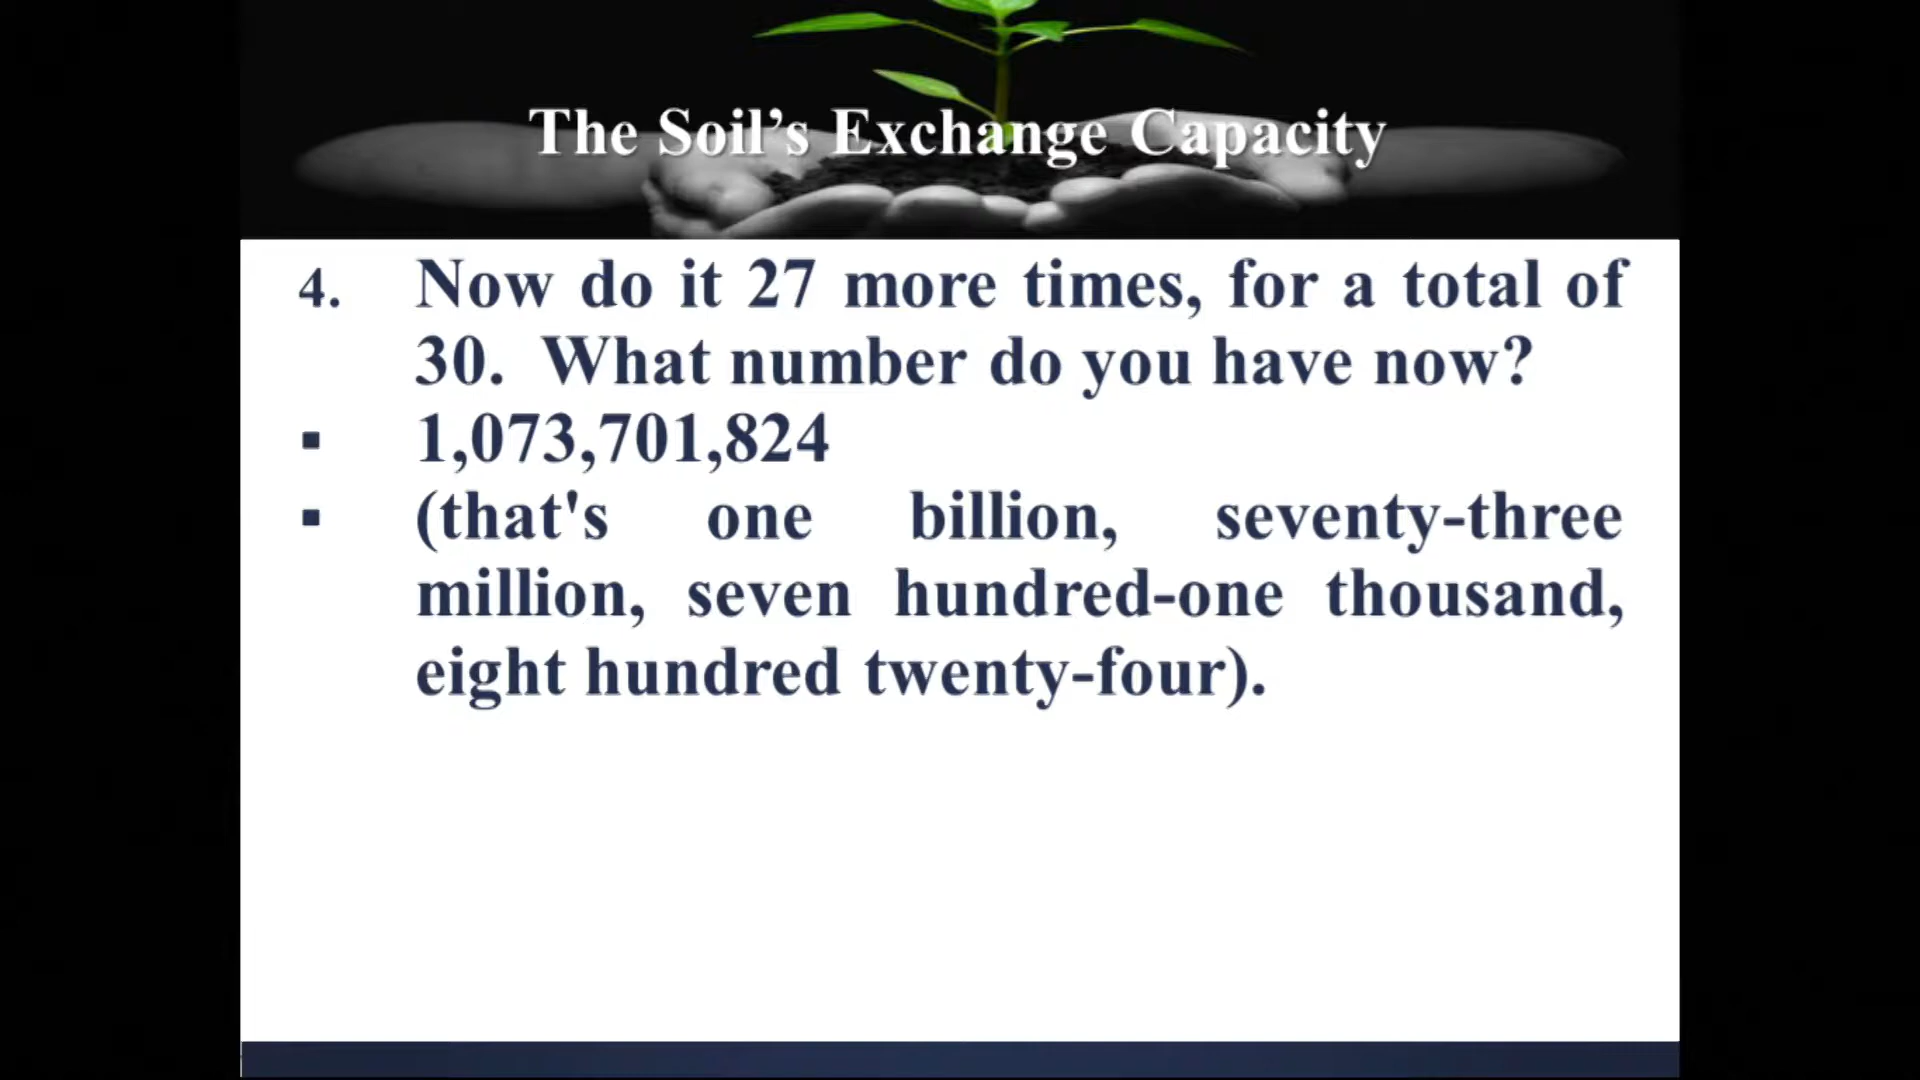 The Soil’s Exchange Capacity
4. Now do it 27 more times, for a total of
30. What number do you have now?
▪ 1,073,701,824
▪ (that's one billion, seventy-three
million, seven hundred-one thousand,
eight hundred twenty-four).